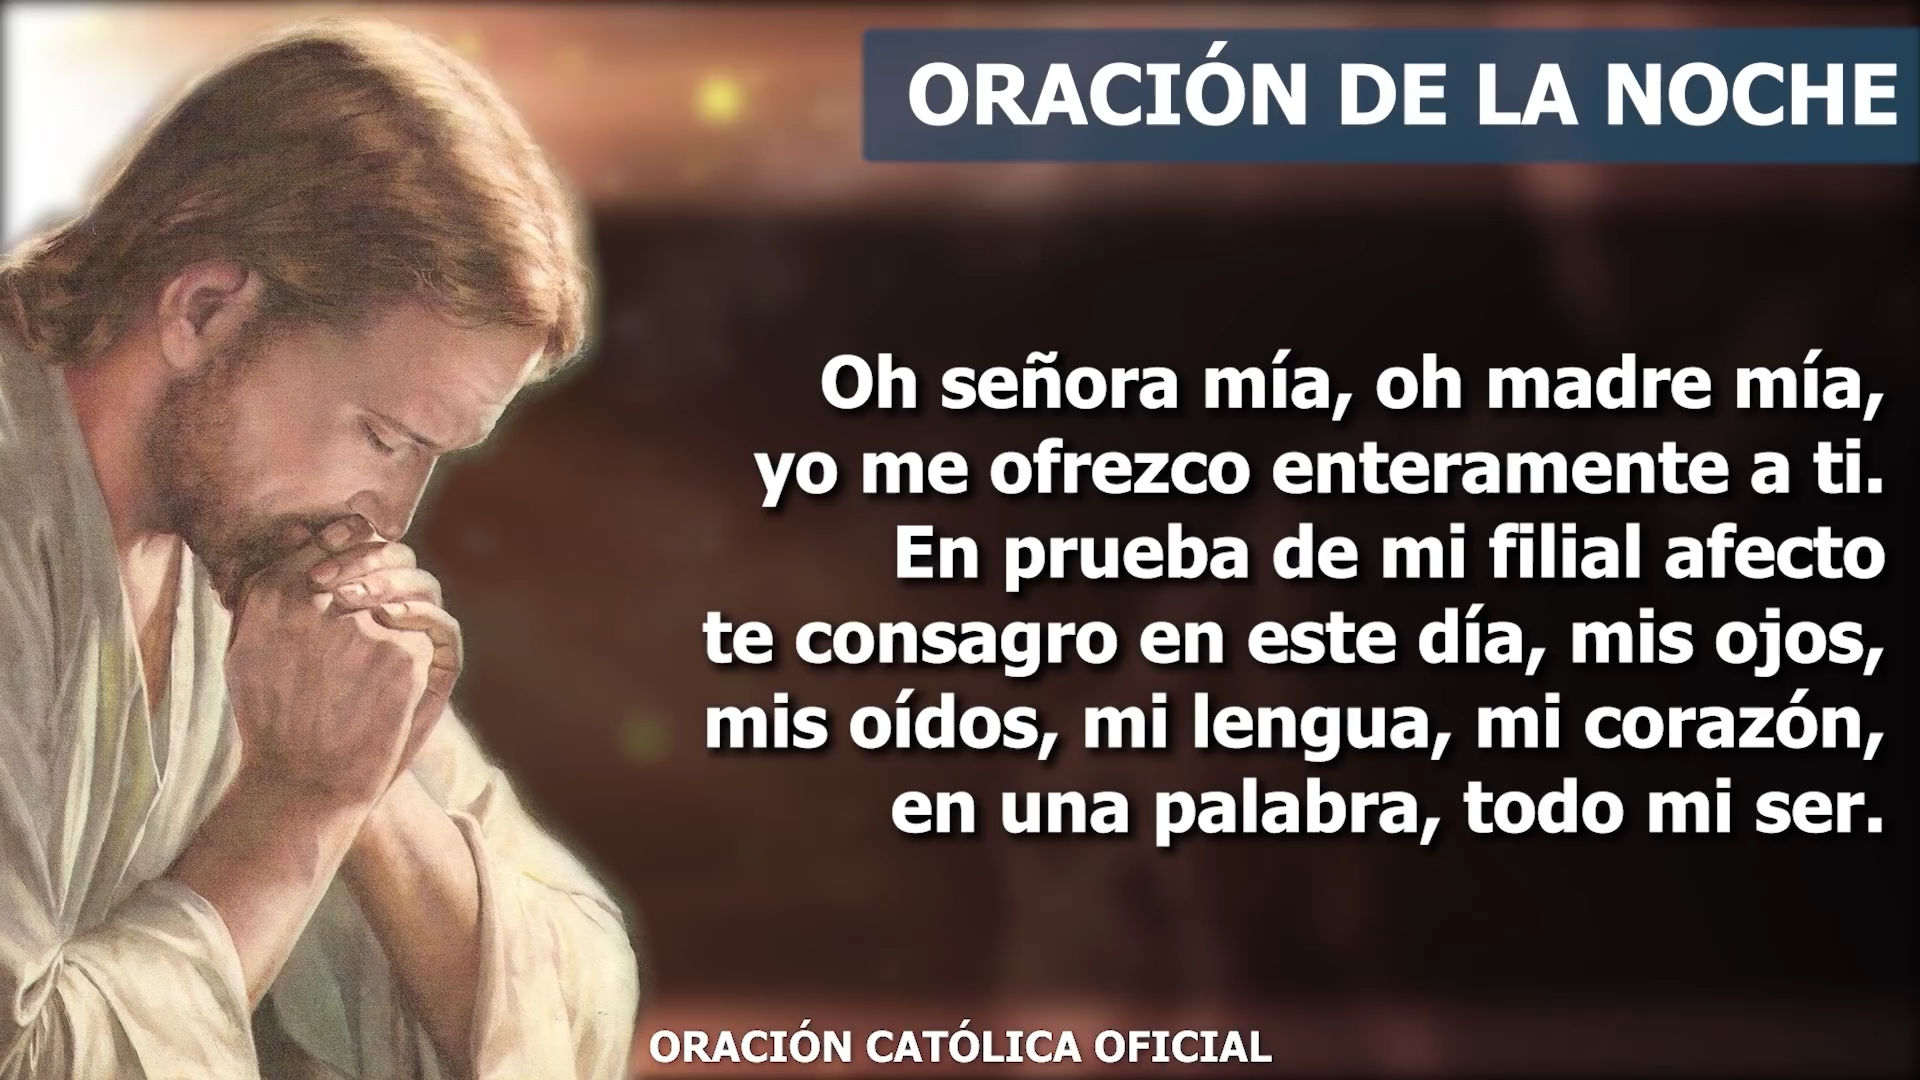 ORACIÓN DE LA NOCHE
Oh señora mía, oh madre mía,
yo me ofrezco enteramente a ti.
En prueba de mi filial afecto
te consagro en este día, mis ojos,
mis oídos, mi lengua, mi corazón,
en una palabra, todo mi ser.
ORACIÓN CATÓLICA OFICIAL